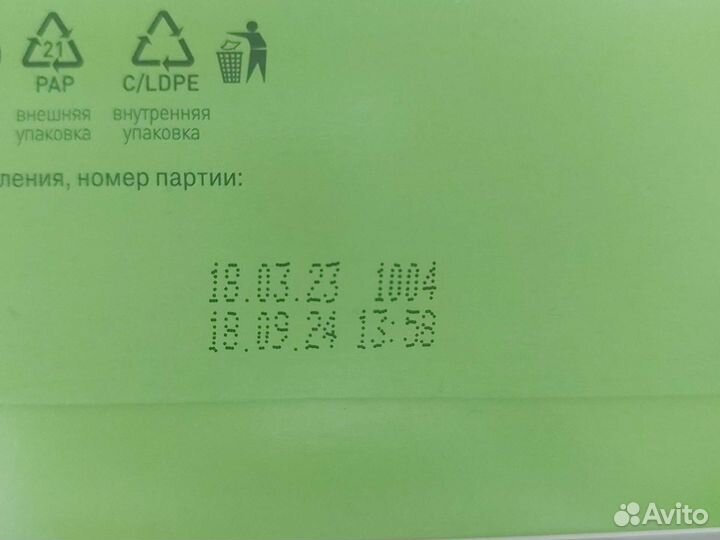 21
PAP C/LDPE
внешняя внутренняя
упаковка упаковка
ления, номер партии:
18.03.23 1004
18.09.24 13:58
Avito